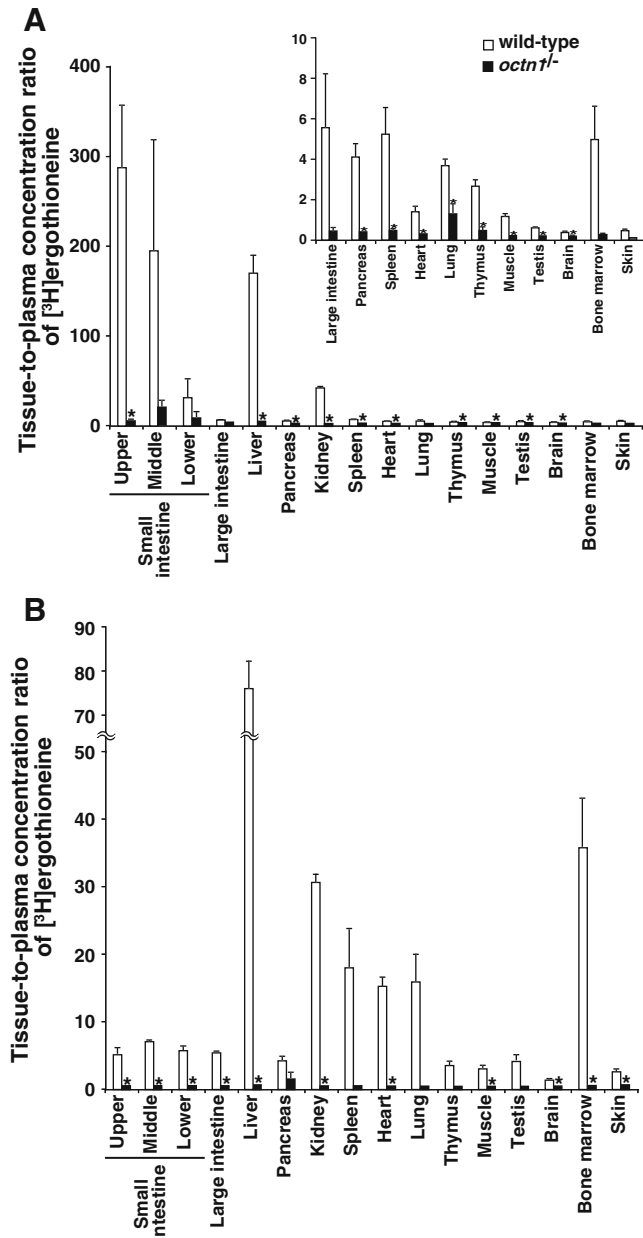 A
wild-type
octn1-/-
Tissue-to-plasma concentration ratio
of [³H]ergothioneine
400
300
200
100
0
10
8
6
4
2
0
Large intestine
Pancreas
Spleen
Heart
Lung
Thymus
Muscle
Testis
Brain
Bone marrow
Skin
* * * * * * * *
* * * * * * * * *
Upper
Middle
Lower
Small
intestine
Large intestine
Liver
Pancreas
Kidney
Spleen
Heart
Lung
Thymus
Muscle
Testis
Brain
Bone marrow
Skin
B
Tissue-to-plasma concentration ratio
of [³H]ergothioneine
90
80
70
50
30
20
10
0
* * * * * * * * * * *
Upper
Middle
Lower
Small
ntestine
Large intestine
Liver
Pancreas
Kidney
Spleen
Heart
Lung
Thymus
Muscle
Testis
Brain
Bone marrow
Skin